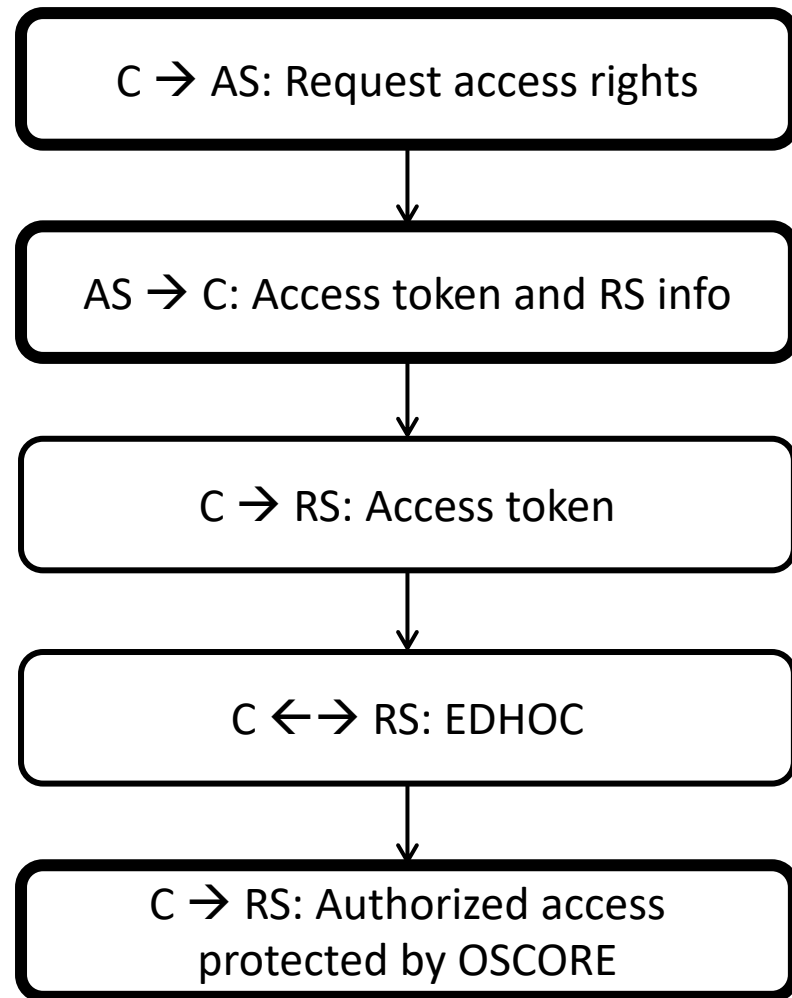 C → AS: Request access rights
AS → C: Access token and RS info
C → RS: Access token
C ←→ RS: EDHOC
C → RS: Authorized access
protected by OSCORE